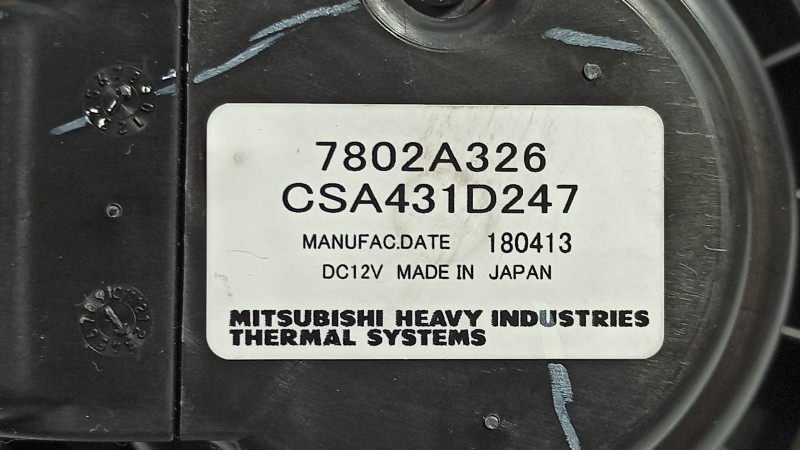 7802A326
CSA431D247
MANUFAC.DATE 180413
DC12V MADE IN JAPAN
MITSUBISHI HEAVY INDUSTRIES
THERMAL SYSTEMS